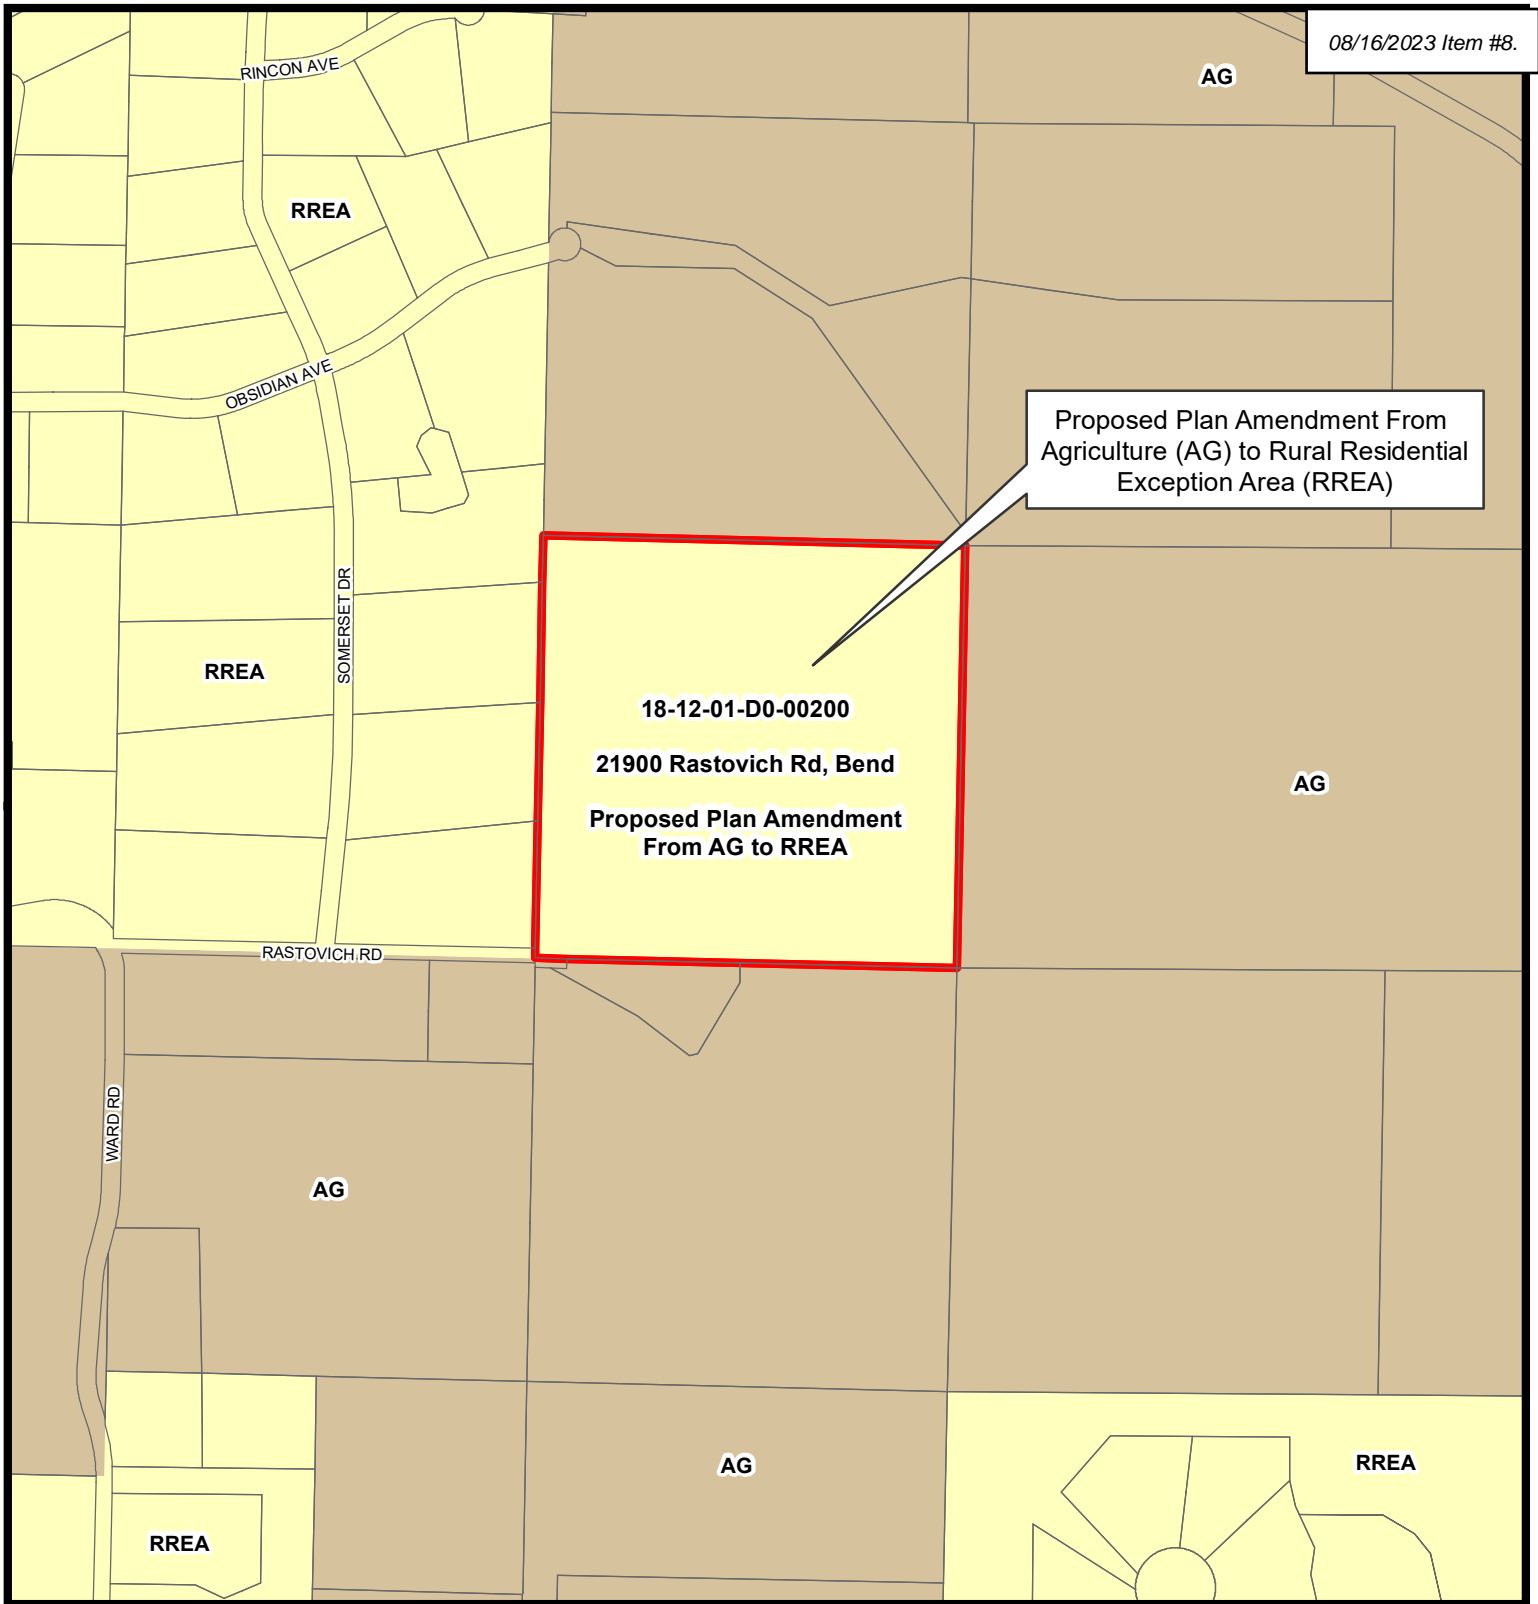 08/16/2023 Item #8.
RINCON AVE
AG
RREA
OBSIDIAN AVE
Proposed Plan Amendment From
Agriculture (AG) to Rural Residential
Exception Area (RREA)
SOMERSET DR
RREA
18-12-01-D0-00200
21900 Rastovich Rd, Bend
Proposed Plan Amendment
From AG to RREA
AG
RASTOVICH RD
WARD RD
AG
AG
RREA
RREA